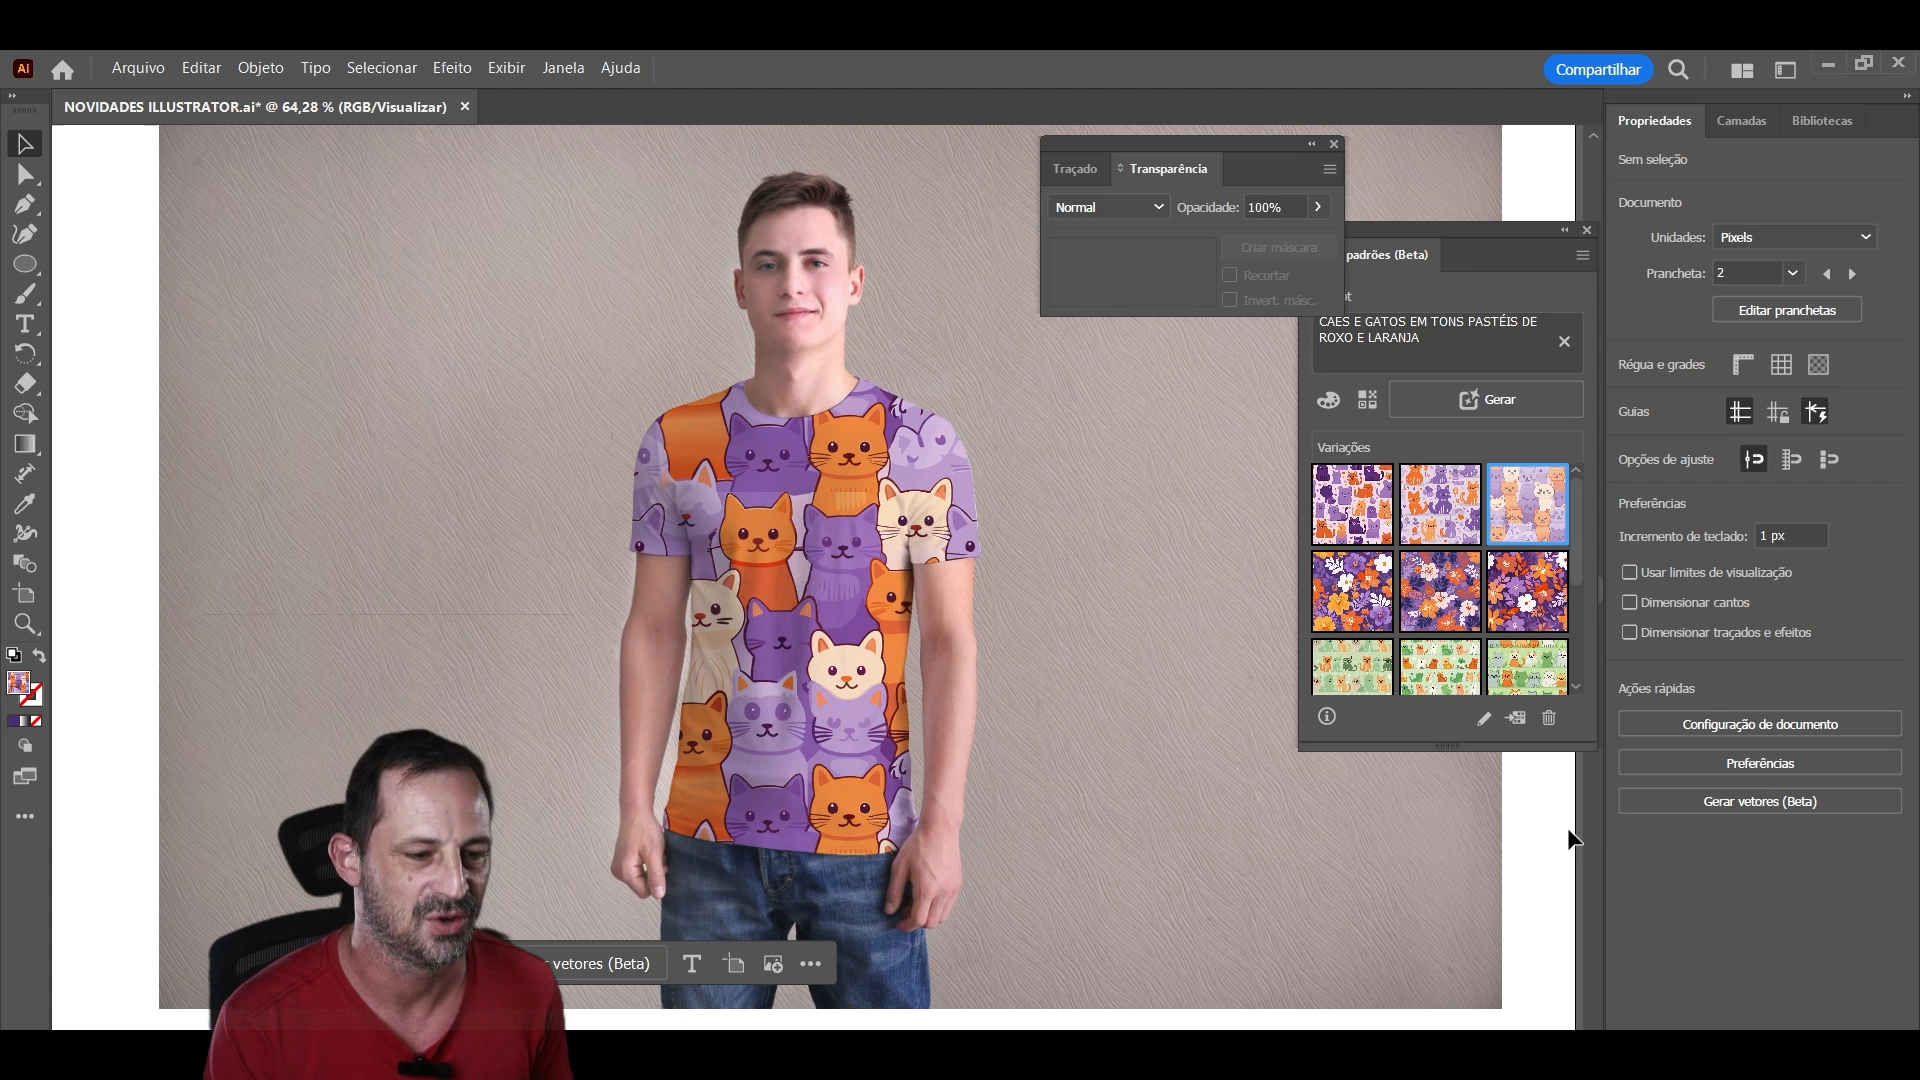 Ai
Arquivo Editar Objeto Tipo Selecionar Efeito Exibir Janela Ajuda
Compartilhar
NOVIDADES ILLUSTRATOR.ai* @ 64,28 % (RGB/Visualizar)
Traçado
Transparência
Normal
Opacidade: 100%
Criar máscara
Recortar
Invert. másc.
padrões (Beta)
pt
CÃES E GATOS EM TONS PASTÉIS DE
ROXO E LARANJA
Gerar
Variações
Propriedades Camadas Bibliotecas
Sem seleção
Documento
Unidades: Pixels
Prancheta: 2
Editar pranchetas
Régua e grades
Guias
Opções de ajuste
Preferências
Incremento de teclado: 1 px
Usar limites de visualização
Dimensionar cantos
Dimensionar traçados e efeitos
Ações rápidas
Configuração de documento
Preferências
Gerar vetores (Beta)
vetores (Beta)